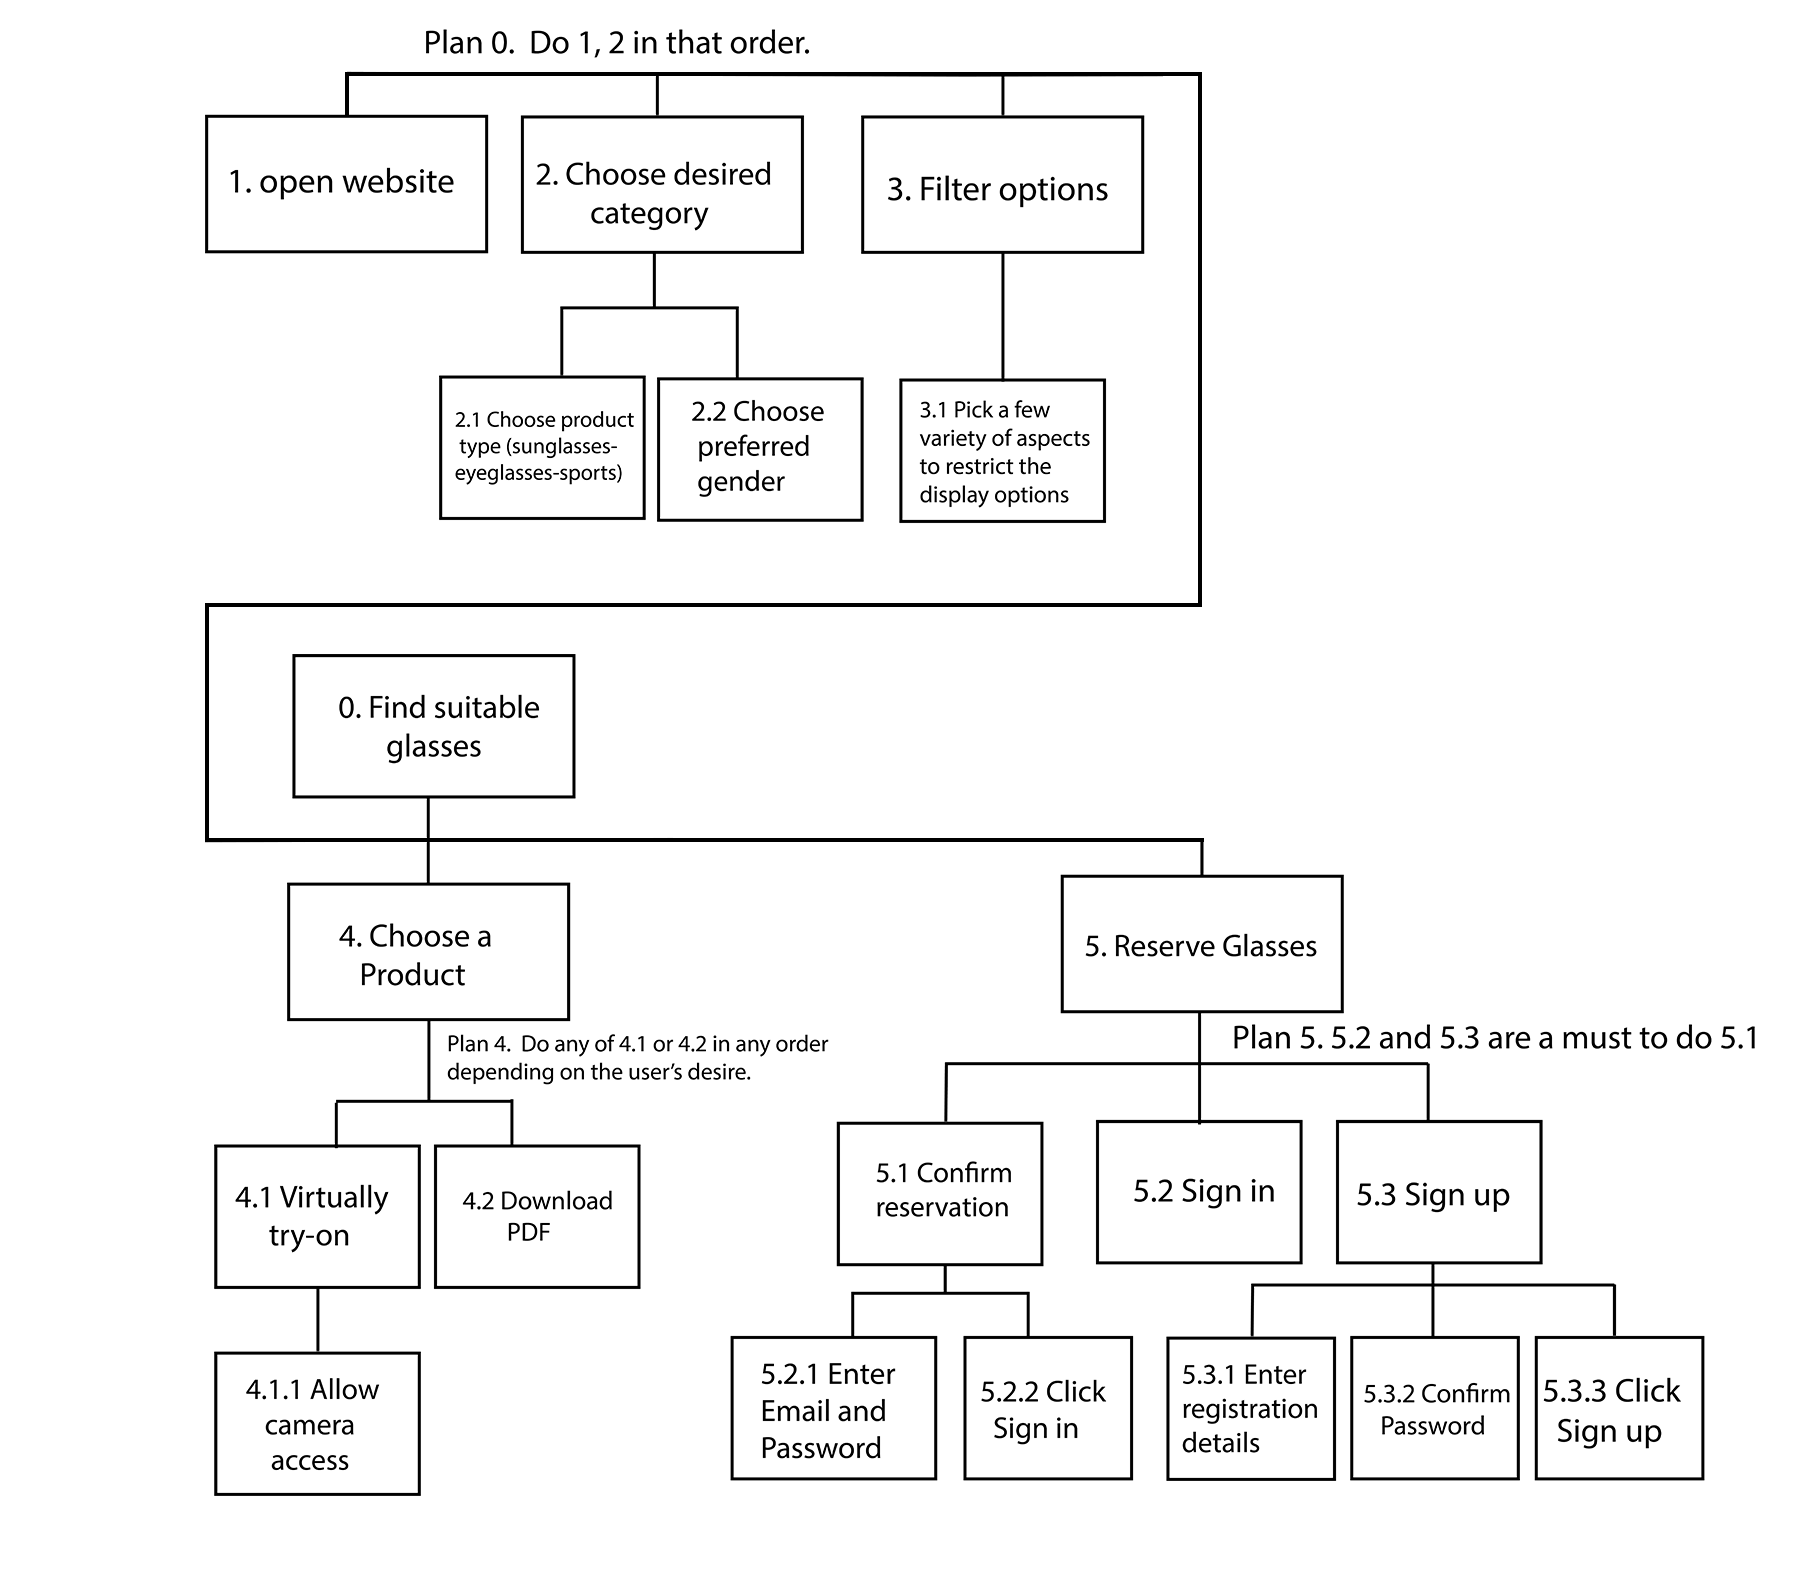 Plan 0.  Do 1, 2 in that order.
1. open website
2. Choose desired
category
3. Filter options
2.1 Choose product
type (sunglasses-
eyeglasses-sports)
2.2 Choose
preferred
gender
3.1 Pick a few
variety of aspects
to restrict the
display options
0. Find suitable
glasses
4. Choose a
Product
5. Reserve Glasses
Plan 4.  Do any of 4.1 or 4.2 in any order
depending on the user’s desire.
Plan 5. 5.2 and 5.3 are a must to do 5.1
4.1 Virtually
try-on
4.2 Download
PDF
5.1 Confirm
reservation
5.2 Sign in
5.3 Sign up
4.1.1 Allow
camera
access
5.2.1 Enter
Email and
Password
5.2.2 Click
Sign in
5.3.1 Enter
registration
details
5.3.2 Confirm
Password
5.3.3 Click
Sign up